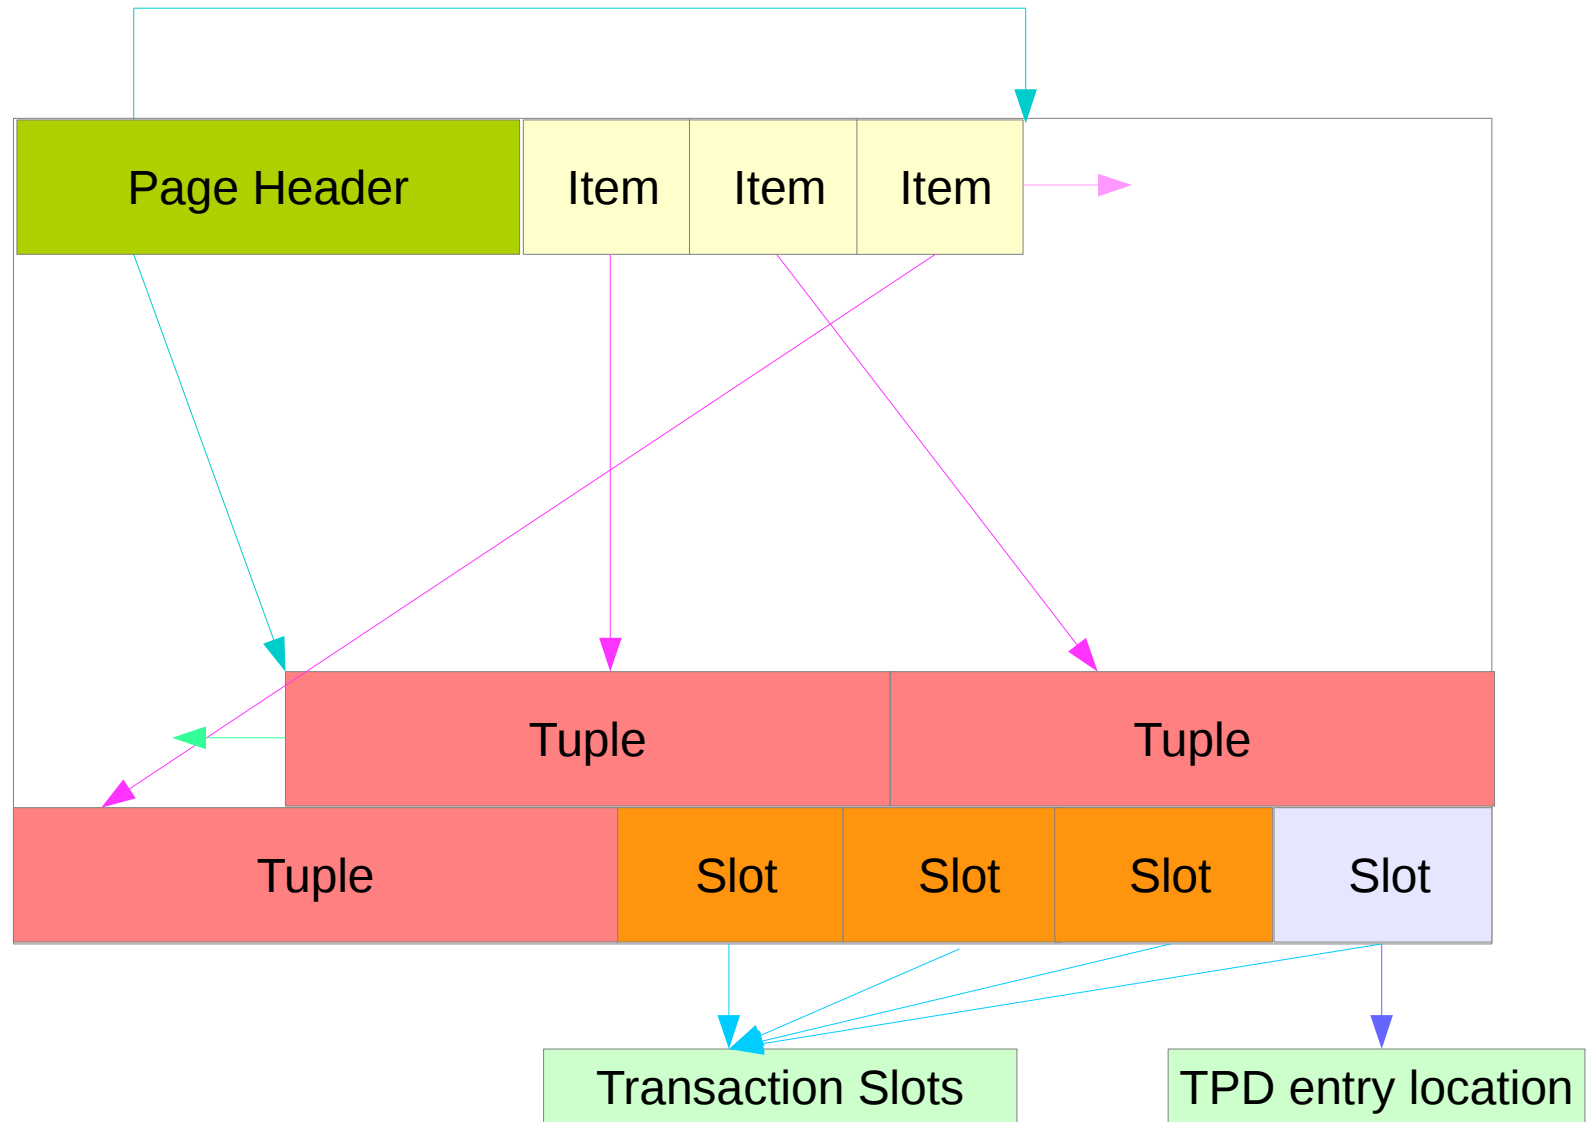 Page Header Item Item Item
Tuple Tuple
Tuple Slot Slot Slot Slot
Transaction Slots TPD entry location